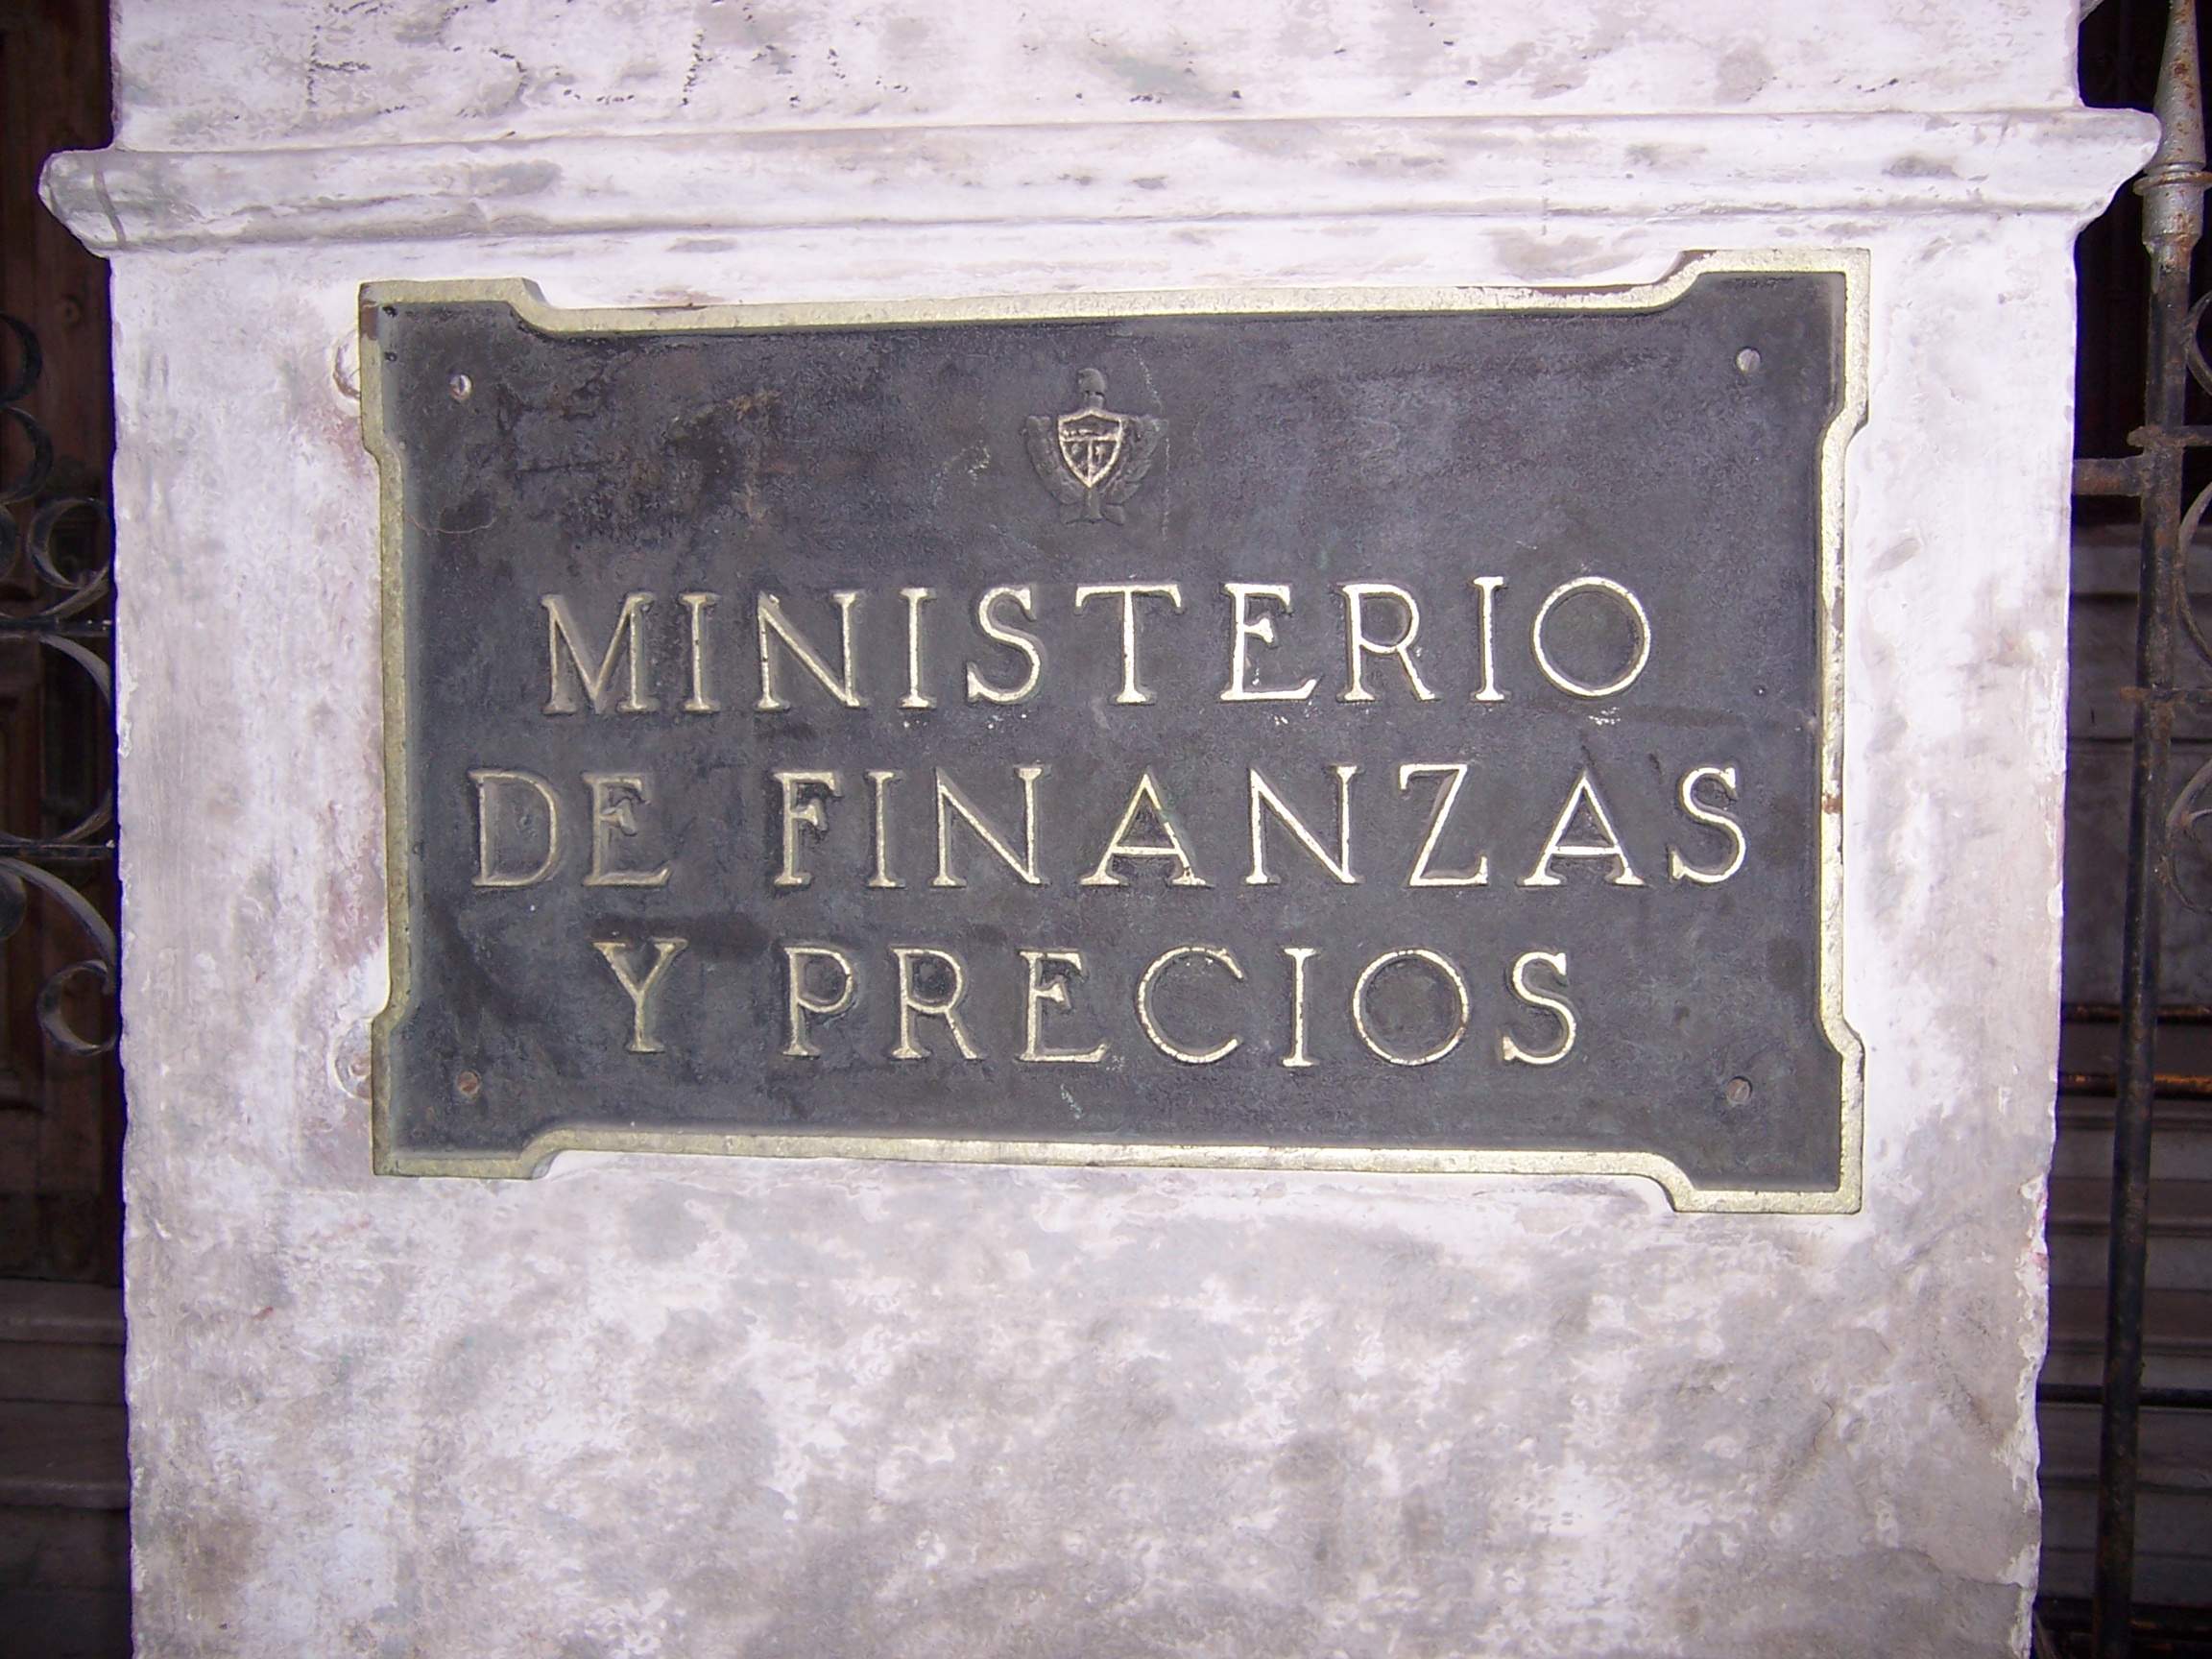 MINISTERIO
DE FINANZAS
Y PRECIOS